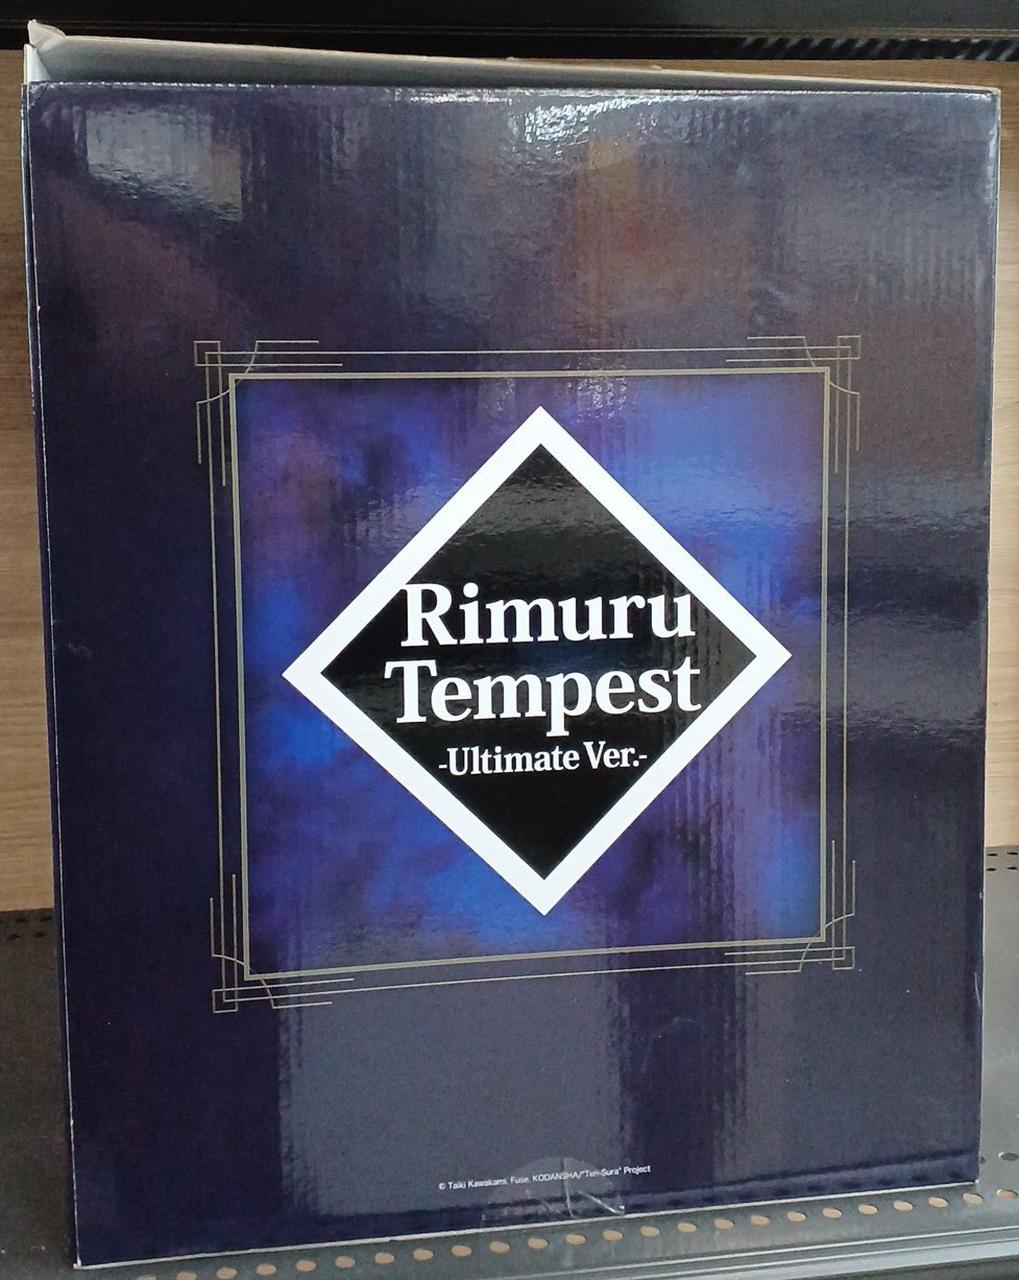 Rimuru
Tempest
-Ultimate Ver.-
© Taiki Kawakami, Fuse, KODANSHA/"Ten-Sura" Project